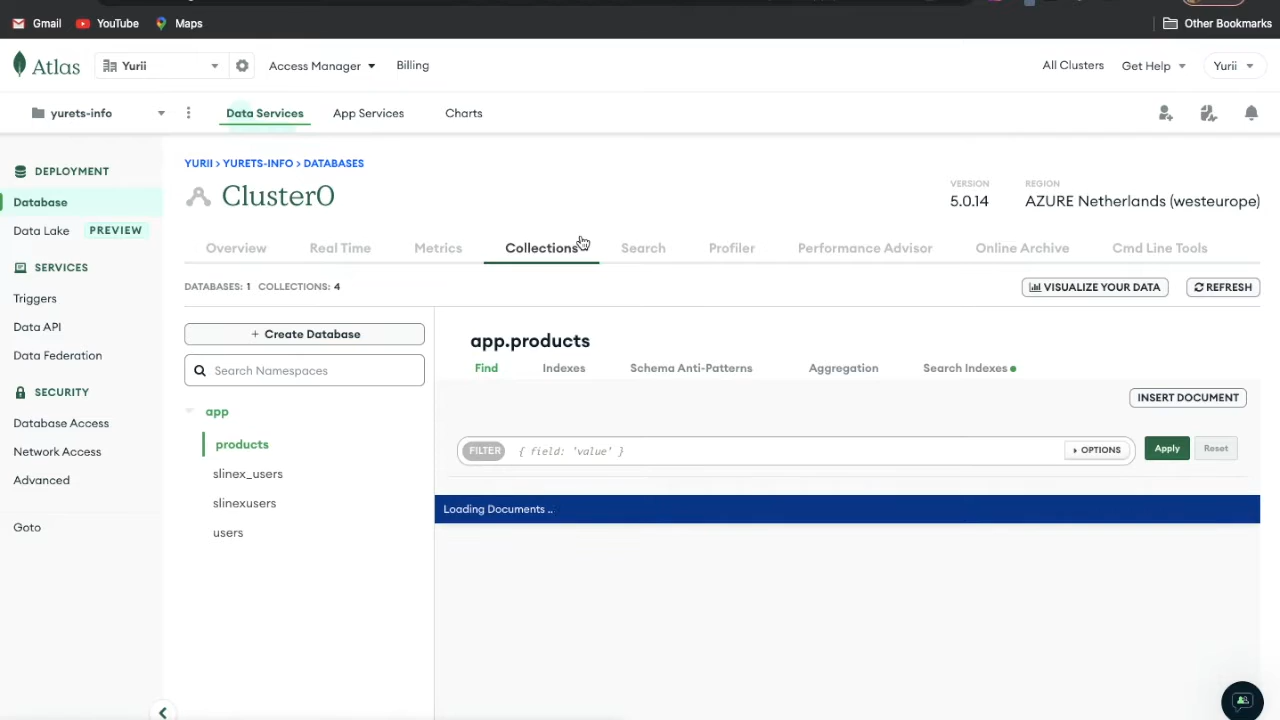 Gmail YouTube Maps Other Bookmarks
Atlas Yurii Access Manager Billing All Clusters Get Help Yurii
yurets-info Data Services App Services Charts
DEPLOYMENT
Database
Data Lake PREVIEW
SERVICES
Triggers
Data API
Data Federation
SECURITY
Database Access
Network Access
Advanced
Goto
YURII > YURETS-INFO > DATABASES
Cluster0
VERSION
5.0.14
REGION
AZURE Netherlands (westeurope)
Overview Real Time Metrics Collections Search Profiler Performance Advisor Online Archive Cmd Line Tools
DATABASES: 1 COLLECTIONS: 4
VISUALIZE YOUR DATA REFRESH
+ Create Database
Search Namespaces
app
products
slinex_users
slinexusers
users
app.products
Find Indexes Schema Anti-Patterns Aggregation Search Indexes
INSERT DOCUMENT
FILTER { field: 'value' } OPTIONS Apply Reset
Loading Documents ..